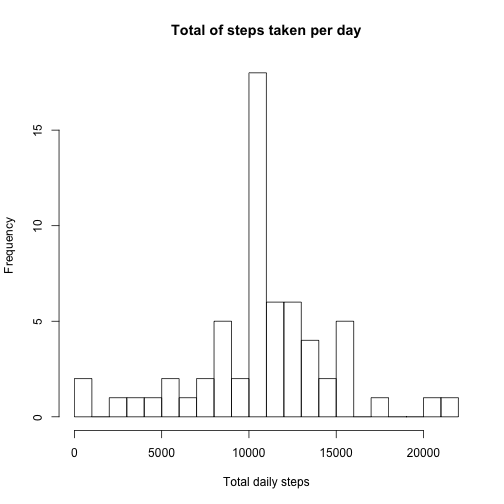 Total of steps taken per day
Frequency
15
10
5
0
0 5000 10000 15000 20000
Total daily steps